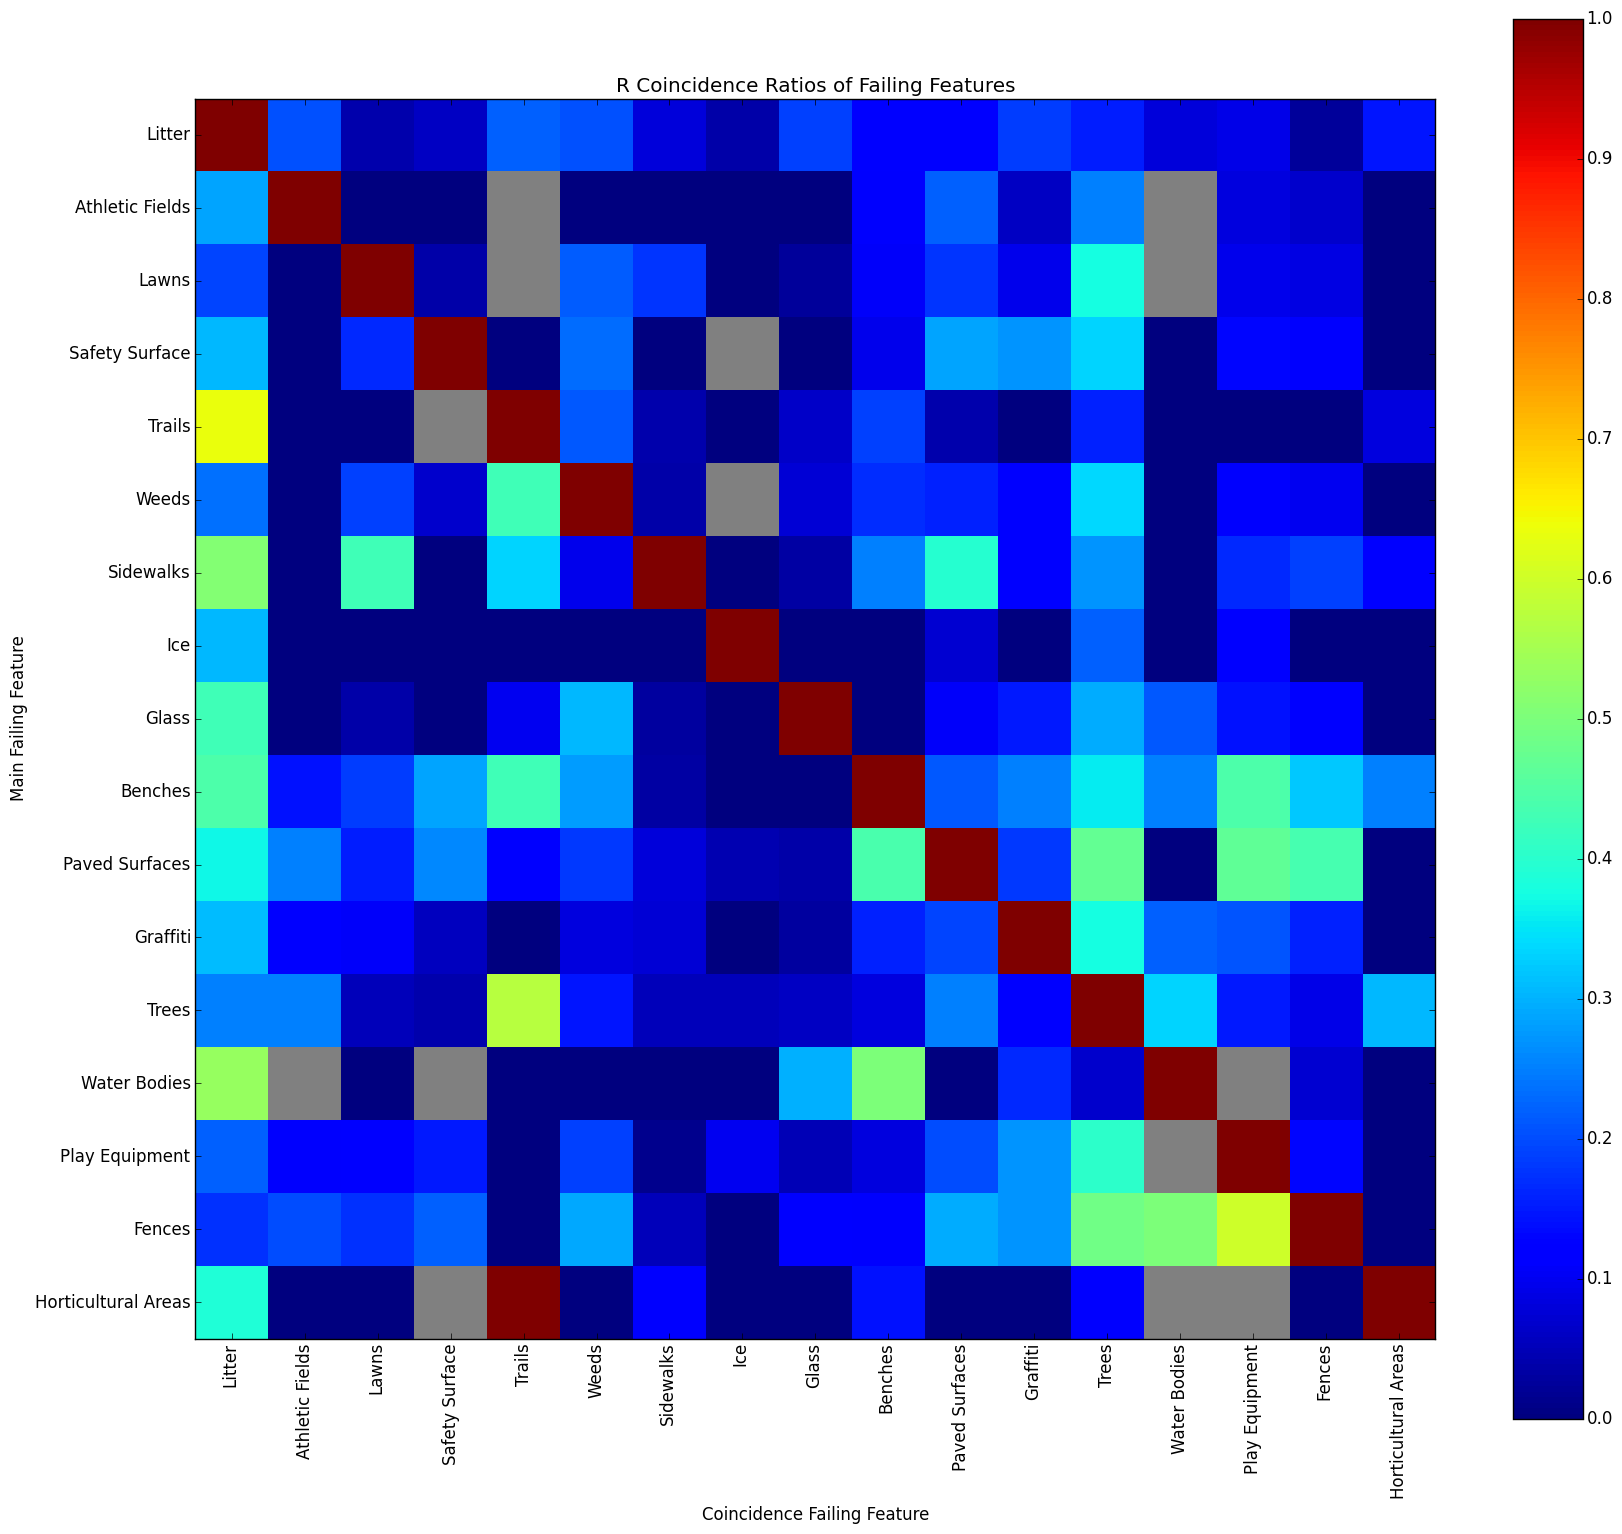 R Coincidence Ratios of Failing Features
Main Failing Feature
Litter
Athletic Fields
Lawns
Safety Surface
Trails
Weeds
Sidewalks
Ice
Glass
Benches
Paved Surfaces
Graffiti
Trees
Water Bodies
Play Equipment
Fences
Horticultural Areas
Litter
Athletic Fields
Lawns
Safety Surface
Trails
Weeds
Sidewalks
Ice
Glass
Benches
Paved Surfaces
Graffiti
Trees
Water Bodies
Play Equipment
Fences
Horticultural Areas
Coincidence Failing Feature
1.0
0.9
0.8
0.7
0.6
0.5
0.4
0.3
0.2
0.1
0.0